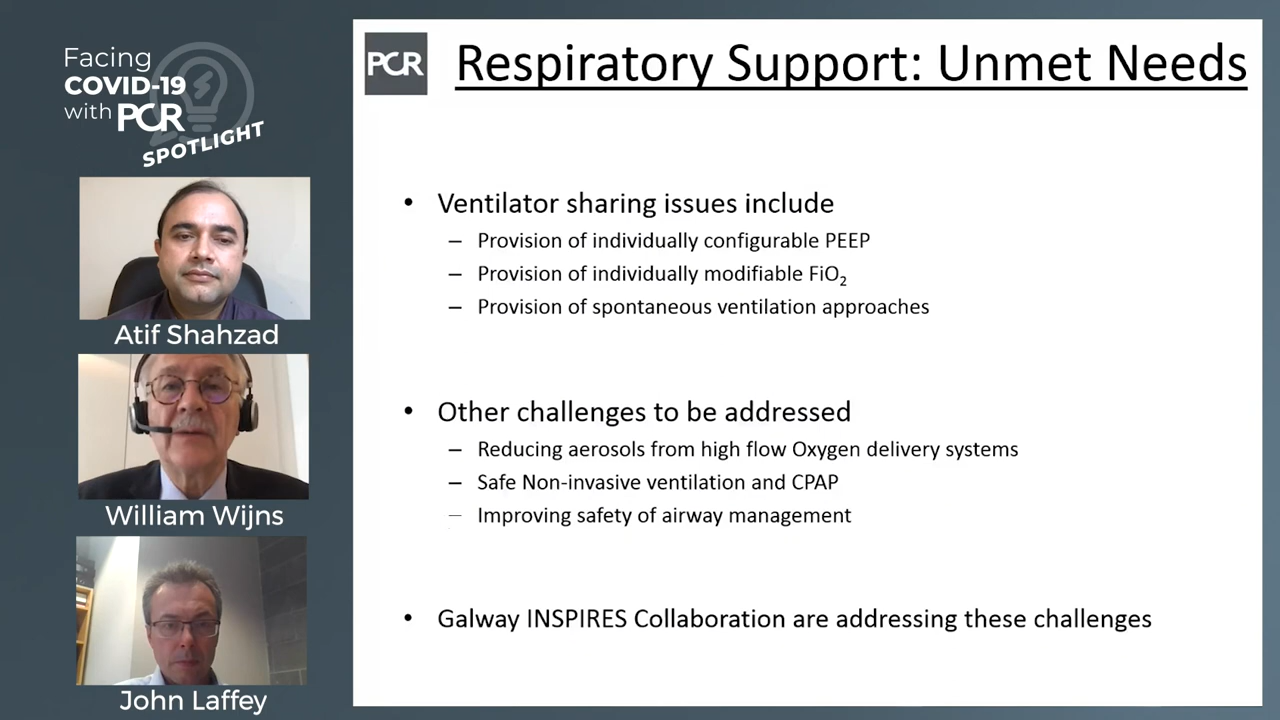 Facing
COVID-19
with PCR
SPOTLIGHT
Atif Shahzad
William Wijns
John Laffey
PCR
Respiratory Support: Unmet Needs
• Ventilator sharing issues include
– Provision of individually configurable PEEP
– Provision of individually modifiable FiO₂
– Provision of spontaneous ventilation approaches
• Other challenges to be addressed
– Reducing aerosols from high flow Oxygen delivery systems
– Safe Non-invasive ventilation and CPAP
– Improving safety of airway management
• Galway INSPIRES Collaboration are addressing these challenges